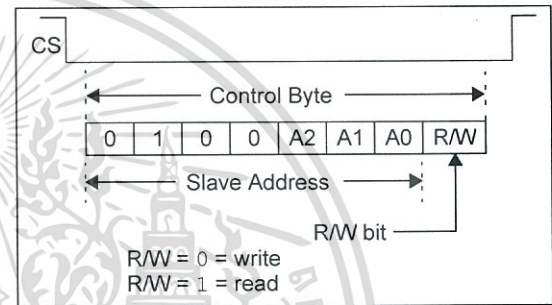 CS
Control Byte
0 1 0 0 A2 A1 A0 R/W
Slave Address
R/W bit
R/W = 0 = write
R/W = 1 = read